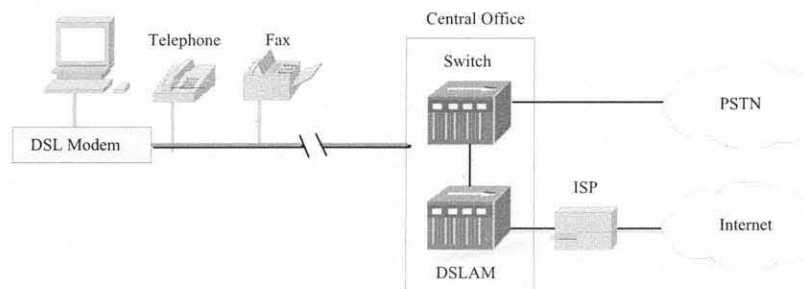 Central Office
Telephone
Fax
Switch
PSTN
DSL Modem
ISP
Internet
DSLAM